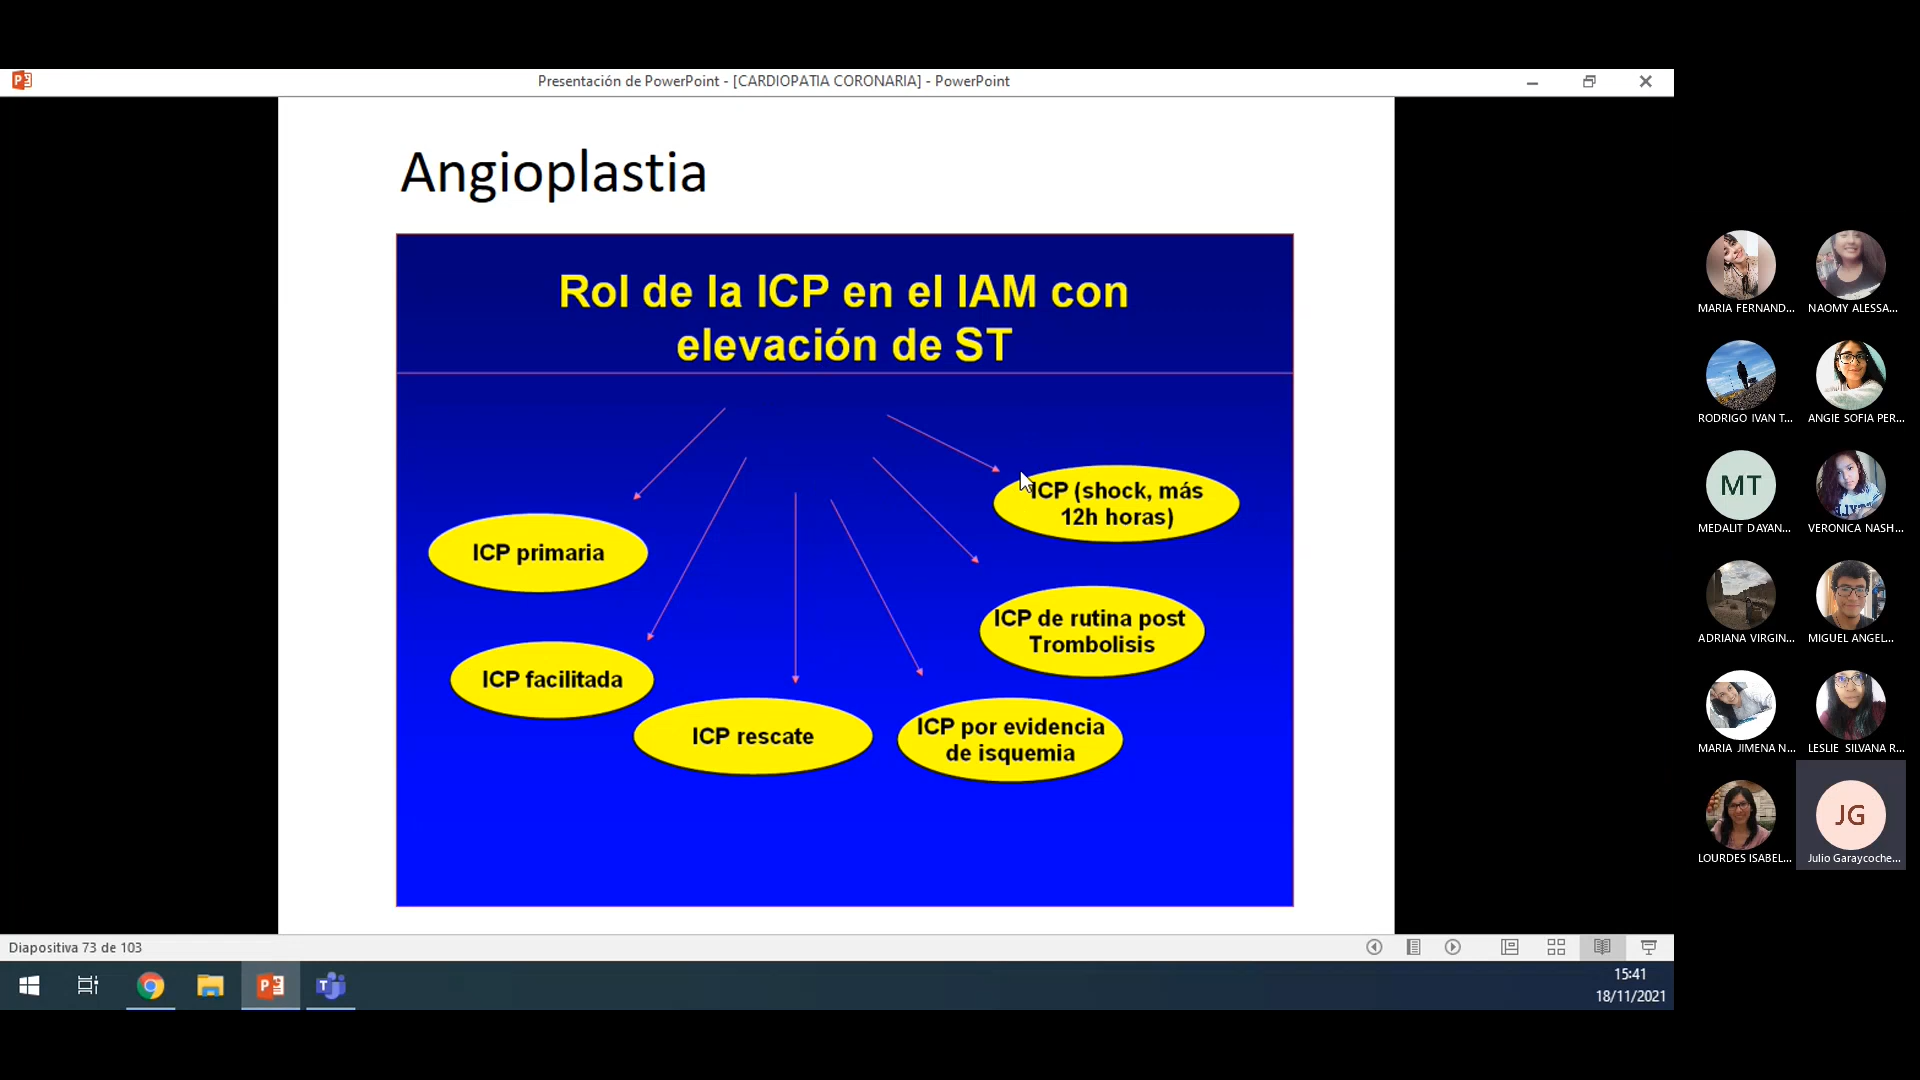 Presentación de PowerPoint - [CARDIOPATIA CORONARIA] - PowerPoint
Angioplastia
Rol de la ICP en el IAM con
elevación de ST
ICP (shock, más
12h horas)
ICP primaria
ICP de rutina post
Trombolisis
ICP facilitada
ICP rescate
ICP por evidencia
de isquemia
MARIA FERNAND...
NAOMY ALESSA...
RODRIGO IVAN T...
ANGIE SOFIA PER...
MT
MEDALIT DAYAN...
VERONICA NASH...
ADRIANA VIRGIN...
MIGUEL ANGEL...
MARIA JIMENA N...
LESLIE SILVANA R...
LOURDES ISABEL...
JG
Julio Garaycoche...
Diapositiva 73 de 103
15:41
18/11/2021